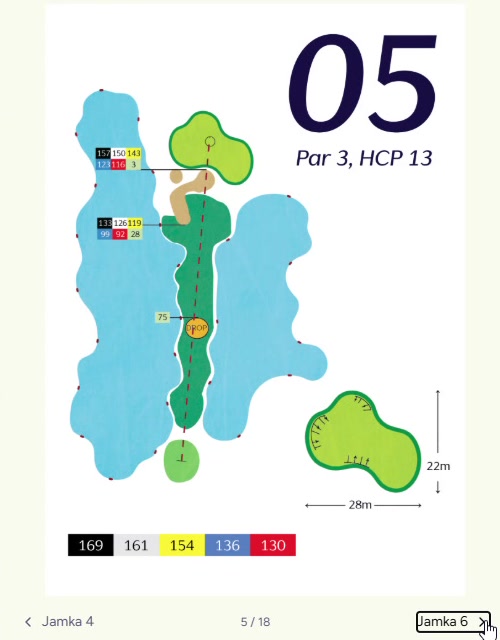 05
Par 3, HCP 13
157 150 143
123 116 3
133 126 119
99 92 28
75
DROP
22m
28m
169 161 154 136 130
Jamka 4
5 / 18
Jamka 6